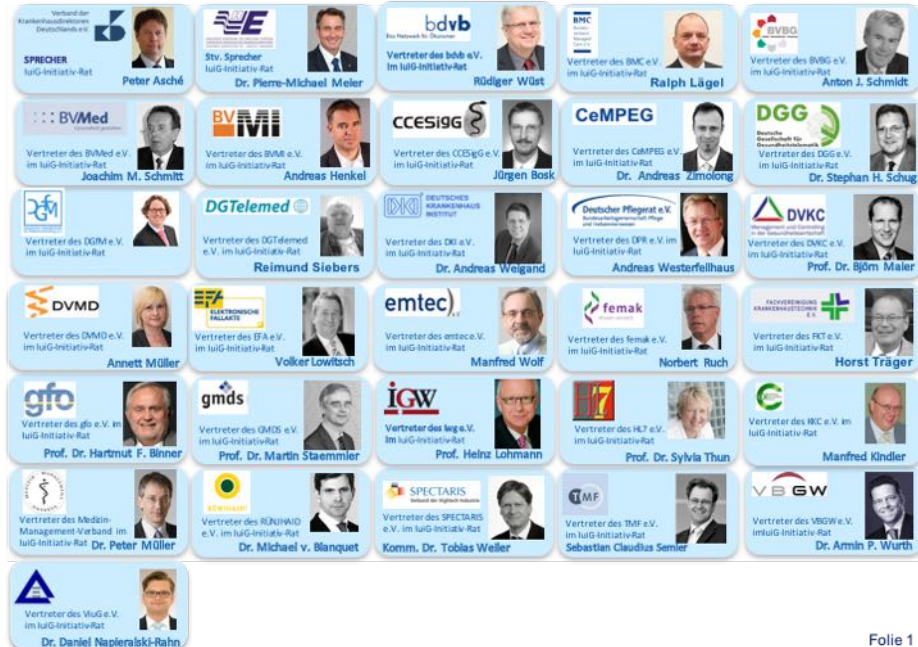 Verband der
Krankenhausdirektoren
Deutschlands e.V.
SPRECHER
IuiG-Initiativ-Rat
Peter Asché
Stv. Sprecher
IuiG-Initiativ-Rat
Dr. Pierre-Michael Meier
bdvb
Das Netzwerk für Ökonomen
Vertreter des bdvb e.V.
im IuiG-Initiativ-Rat
Rüdiger Wüst
BMC
Vertreter des BMC e.V.
im IuiG-Initiativ-Rat
Ralph Lägel
BVBG
Vertreter des BVBG e.V.
im IuiG-Initiativ-Rat
Anton J. Schmidt
BVMed
Vertreter des BVMed e.V.
im IuiG-Initiativ-Rat
Joachim M. Schmitt
BVMI
Vertreter des BVMI e.V.
im IuiG-Initiativ-Rat
Andreas Henkel
CCESigG
Vertreter des CCESigG e.V.
im IuiG-Initiativ-Rat
Jürgen Bosk
CeMPEG
Vertreter des CeMPEG e.V.
im IuiG-Initiativ-Rat
Dr. Andreas Zimolong
DGG
Deutsche
Gesellschaft für
Gesundheitstelematik
Vertreter des DGG e.V.
im IuiG-Initiativ-Rat
Dr. Stephan H. Schug
DGfM
Vertreter des DGfM e.V.
im IuiG-Initiativ-Rat
DGTelemed
Vertreter des DGTelemed
e.V. im IuiG-Initiativ-Rat
Reimund Siebers
DKI
DEUTSCHES
KRANKENHAUS
INSTITUT
Vertreter des DKI e.V.
im IuiG-Initiativ-Rat
Dr. Andreas Weigand
Deutscher Pflegerat e.V.
Vertreter des DPR e.V. im
IuiG-Initiativ-Rat
Andreas Westerfellhaus
DVKC
Management und Controlling
in der Gesundheitswirtschaft
Vertreter des DVKC e.V.
im IuiG-Initiativ-Rat
Prof. Dr. Björn Maier
DVMD
Vertreter des DVMD e.V.
im IuiG-Initiativ-Rat
Annett Müller
EFA
ELEKTRONISCHE
FALLAKTE
Vertreter des EFA e.V.
im IuiG-Initiativ-Rat
Volker Lowitsch
emtec
Vertreter des emtec e.V.
im IuiG-Initiativ-Rat
Manfred Wolf
femak
Vertreter des femak e.V.
im IuiG-Initiativ-Rat
Norbert Ruch
FACHVEREINIGUNG
KRANKENHAUSTECHNIK
E.V.
Vertreter des FKT e.V.
im IuiG-Initiativ-Rat
Horst Träger
gfo
Vertreter des gfo e.V. im
IuiG-Initiativ-Rat
Prof. Dr. Hartmut F. Binner
gmds
Vertreter des GMDS e.V.
im IuiG-Initiativ-Rat
Prof. Dr. Martin Staemmler
IGW
Vertreter des iwg e.V.
im IuiG-Initiativ-Rat
Prof. Heinz Lohmann
Hl7
Vertreter des HL7 e.V.
im IuiG-Initiativ-Rat
Prof. Dr. Sylvia Thun
Vertreter des KKC e.V. im
IuiG-Initiativ-Rat
Manfred Kindler
Vertreter des Medizin-
Management-Verband im
IuiG-Initiativ-Rat
Dr. Peter Müller
Vertreter des RÜNJHAID
e.V. im IuiG-Initiativ-Rat
Dr. Michael v. Blanquet
SPECTARIS
Verband der Hightech-Industrie
Vertreter des SPECTARIS
e.V. im IuiG-Initiativ-Rat
Komm. Dr. Tobias Weiler
TMF
Vertreter des TMF e.V.
im IuiG-Initiativ-Rat
Sebastian Claudius Semler
VBGW
Vertreter des VBGW e.V.
imIuiG-Initiativ-Rat
Dr. Armin P. Wurth
Vertreter des ViuG e.V.
im IuiG-Initiativ-Rat
Dr. Daniel Napieralski-Rahn
Folie 1